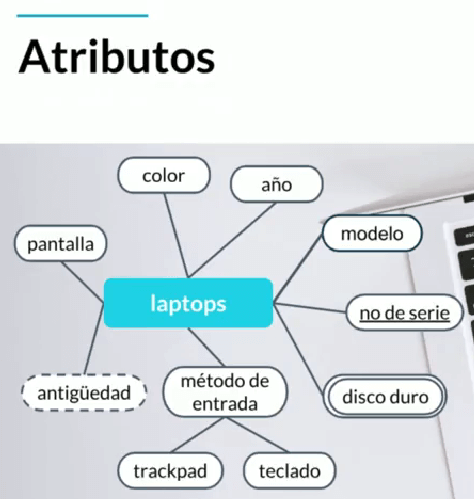 Atributos
color
año
pantalla
modelo
laptops
no de serie
antigüedad
método de
entrada
disco duro
trackpad
teclado